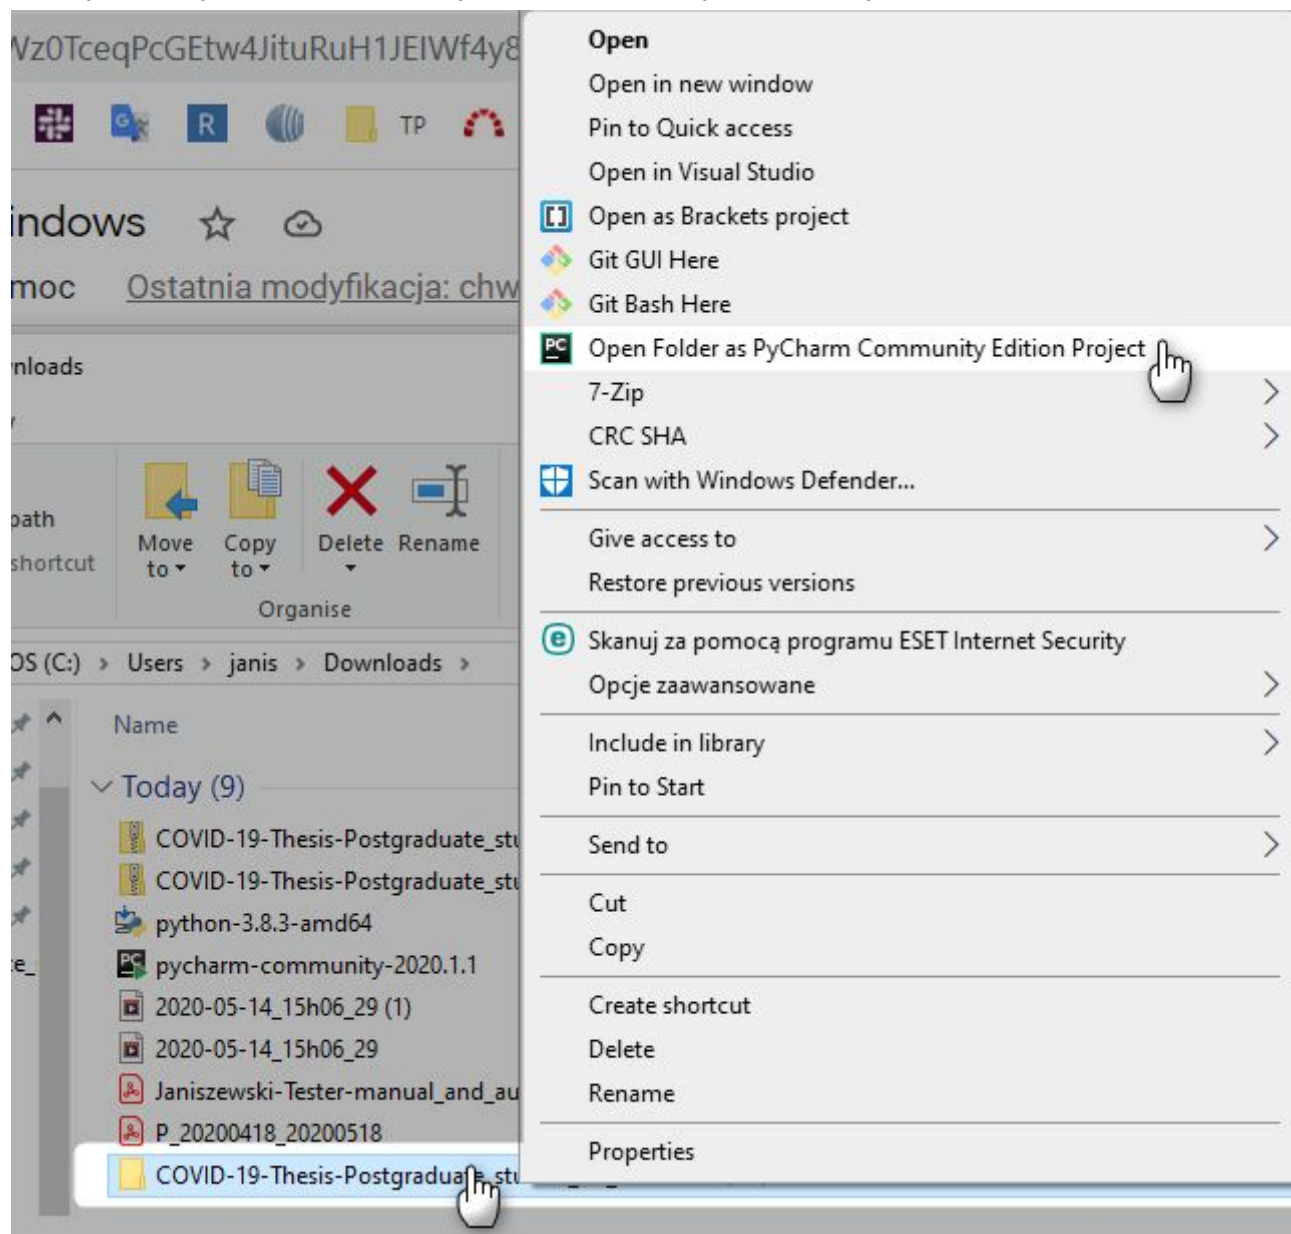 Wz0TceqPcGEtw4JituRuH1JEIWf4y8
TP
indows
moc Ostatnia modyfikacja: chw
nloads
path
shortcut
Move to
Copy to
Delete
Rename
Organise
OS (C:) > Users > janis > Downloads >
Name
Today (9)
COVID-19-Thesis-Postgraduate_stu
COVID-19-Thesis-Postgraduate_stu
python-3.8.3-amd64
pycharm-community-2020.1.1
2020-05-14_15h06_29 (1)
2020-05-14_15h06_29
Janiszewski-Tester-manual_and_au
P_20200418_20200518
COVID-19-Thesis-Postgraduate_stu
Open
Open in new window
Pin to Quick access
Open in Visual Studio
Open as Brackets project
Git GUI Here
Git Bash Here
PC Open Folder as PyCharm Community Edition Project
7-Zip
CRC SHA
Scan with Windows Defender...
Give access to
Restore previous versions
Skanuj za pomocą programu ESET Internet Security
Opcje zaawansowane
Include in library
Pin to Start
Send to
Cut
Copy
Create shortcut
Delete
Rename
Properties